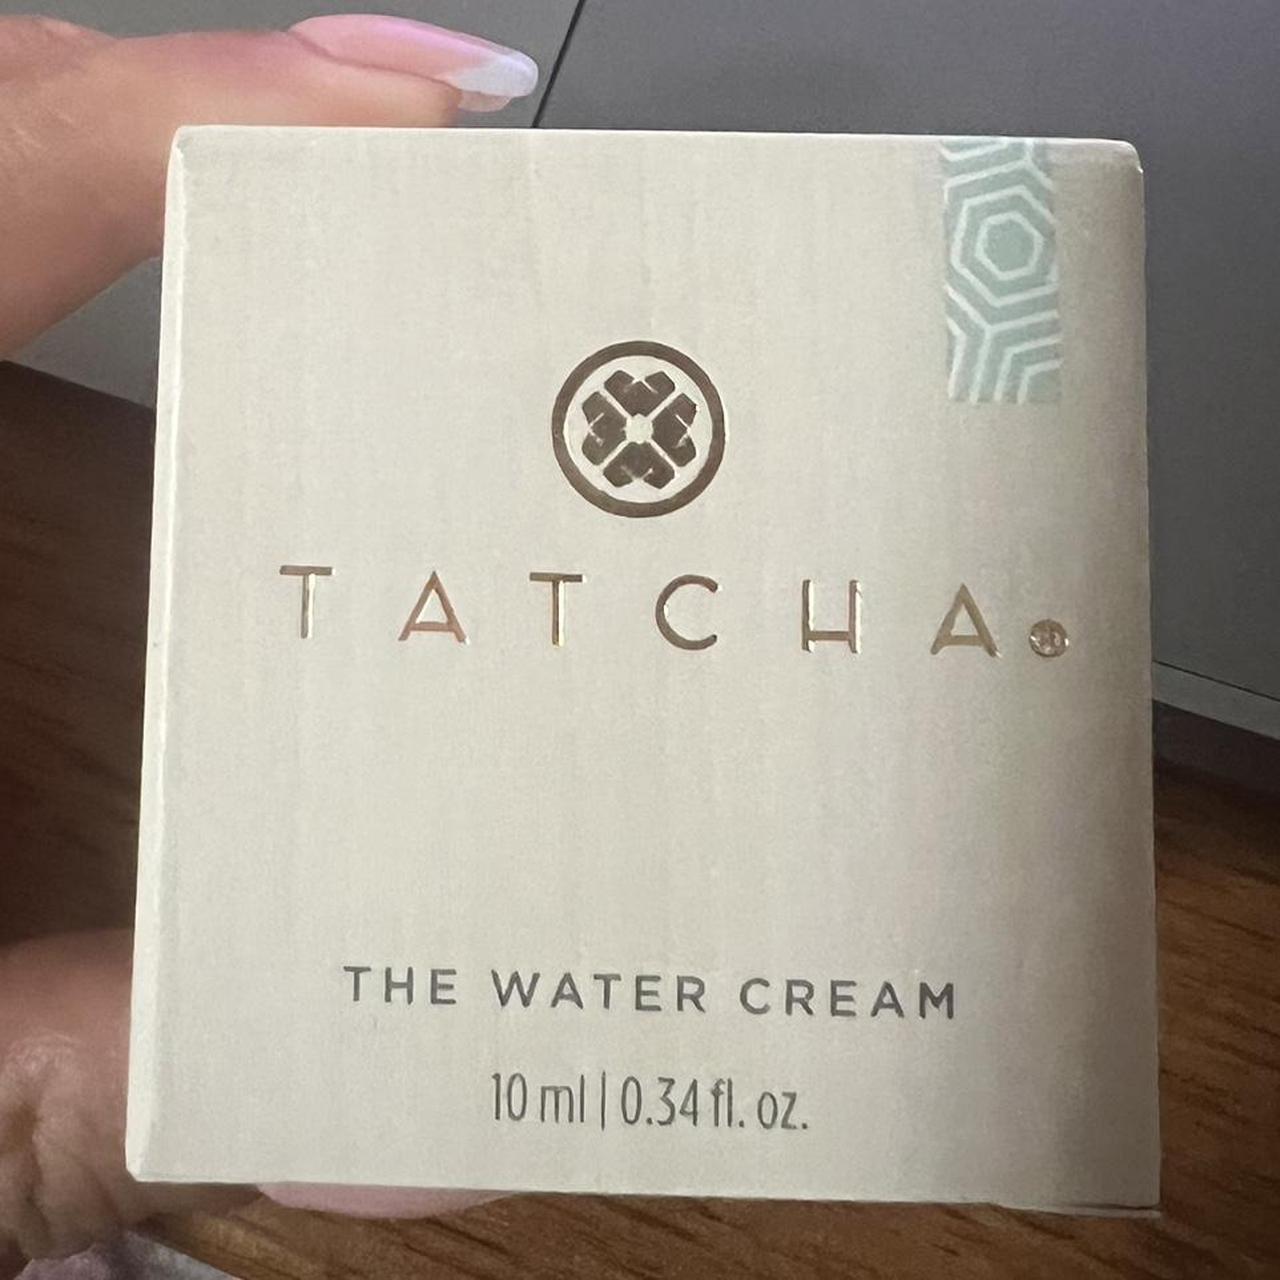 TATCHA®
THE WATER CREAM
10 ml | 0.34 fl. oz.